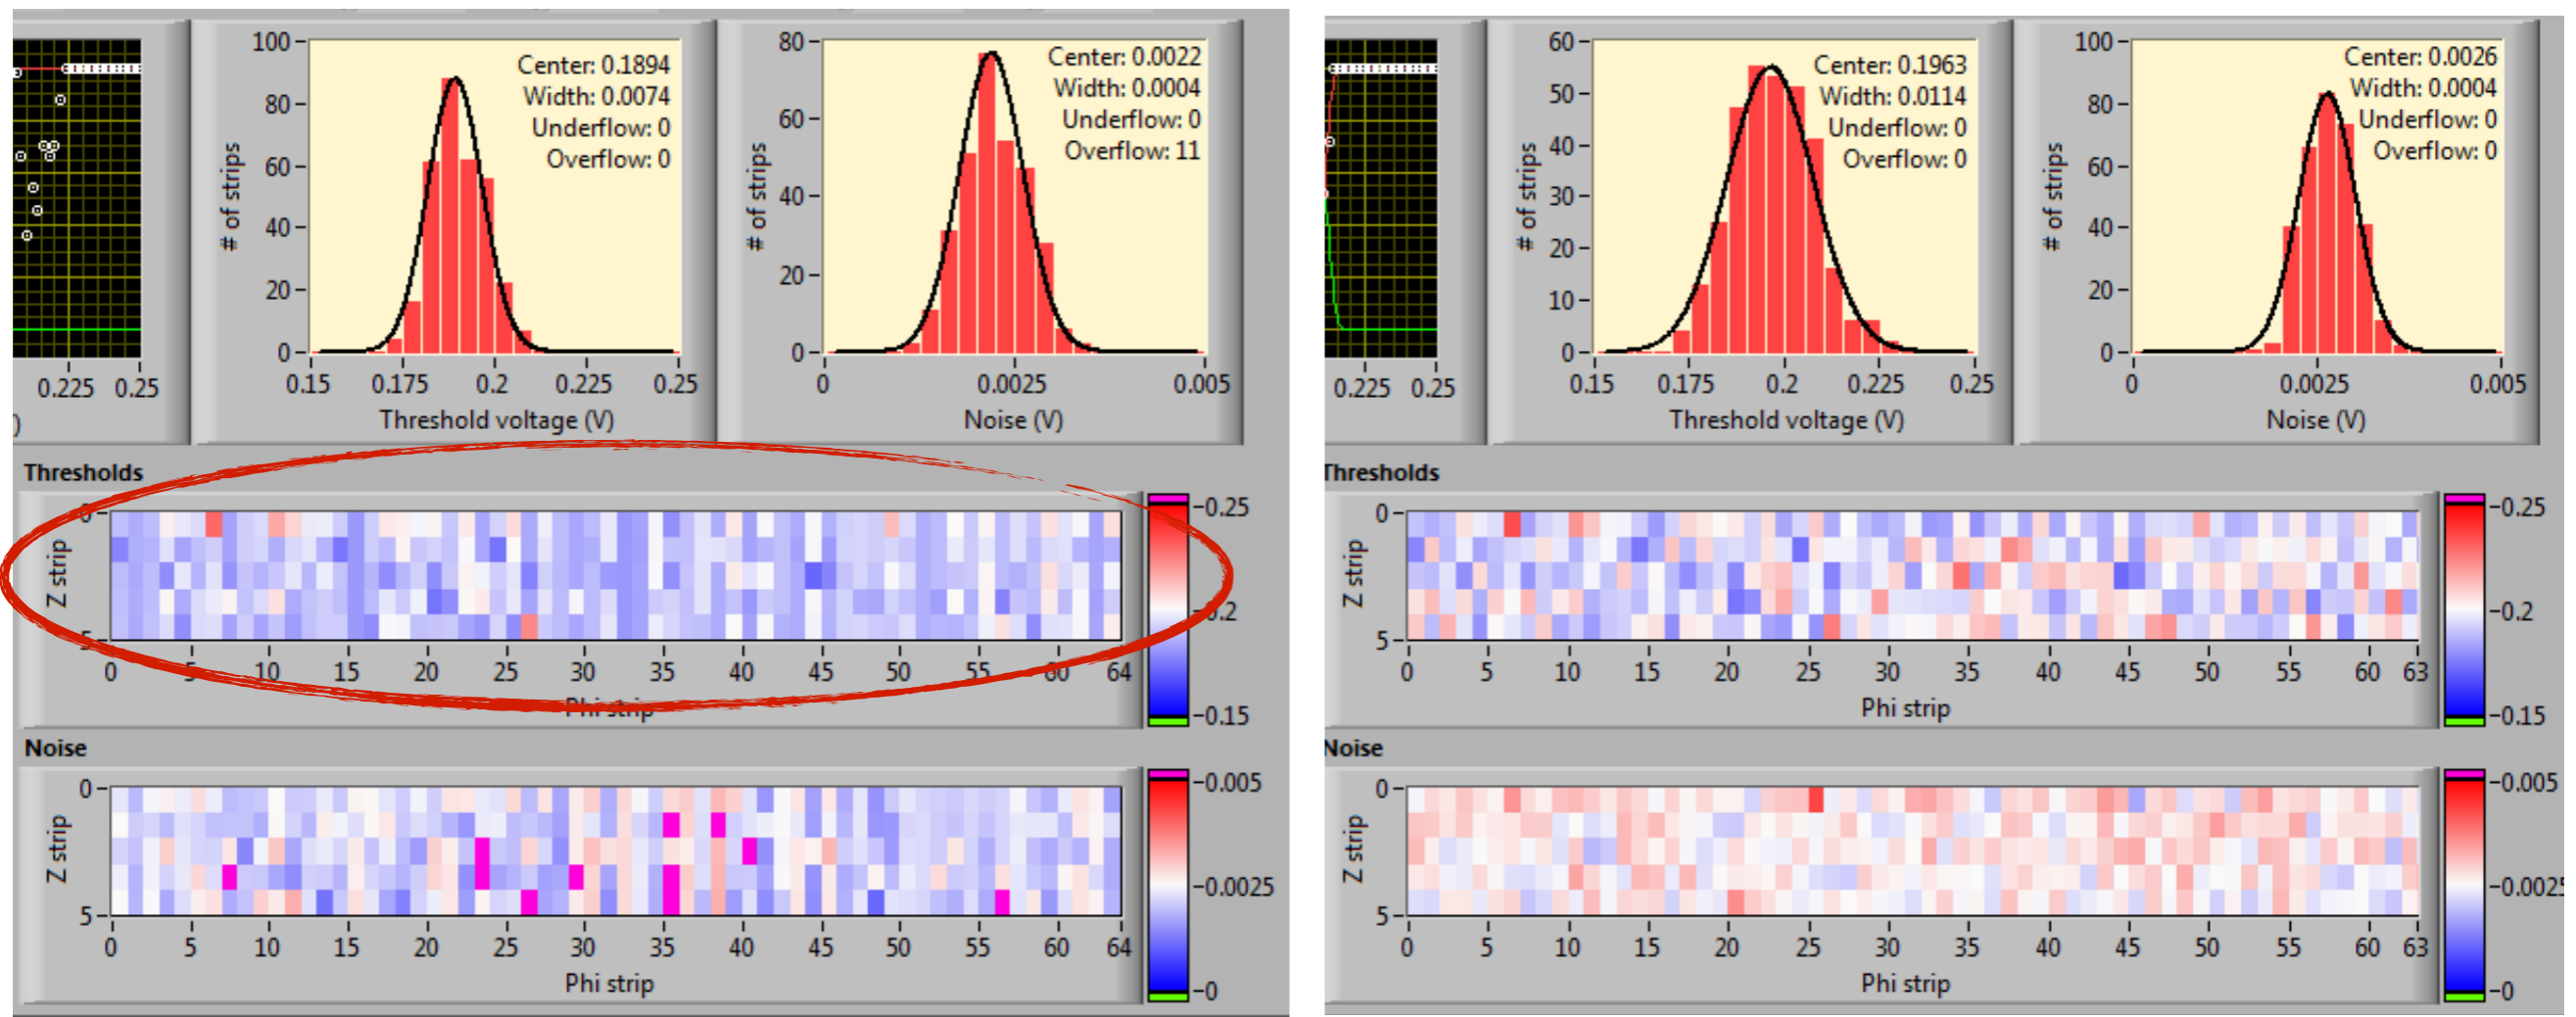 100
80
60
40
20
0
# of strips
Center: 0.1894
Width: 0.0074
Underflow: 0
Overflow: 0
0.15 0.175 0.2 0.225 0.25
Threshold voltage (V)
80
60
40
20
0
# of strips
Center: 0.0022
Width: 0.0004
Underflow: 0
Overflow: 11
0 0.0025 0.005
Noise (V)
0.225 0.25
)
Thresholds
0
5
Z strip
0 5 10 15 20 25 30 35 40 45 50 55 60 64
Phi strip
0.25
0.2
0.15
Noise
0
5
Z strip
0 5 10 15 20 25 30 35 40 45 50 55 60 64
Phi strip
0.005
0.0025
0
0.225 0.25
60
50
40
30
20
10
0
# of strips
Center: 0.1963
Width: 0.0114
Underflow: 0
Overflow: 0
0.15 0.175 0.2 0.225 0.25
Threshold voltage (V)
100
80
60
40
20
0
# of strips
Center: 0.0026
Width: 0.0004
Underflow: 0
Overflow: 0
0 0.0025 0.005
Noise (V)
Thresholds
0
5
Z strip
0 5 10 15 20 25 30 35 40 45 50 55 60 63
Phi strip
0.25
0.2
0.15
Noise
0
5
Z strip
0 5 10 15 20 25 30 35 40 45 50 55 60 63
Phi strip
0.005
0.0025
0